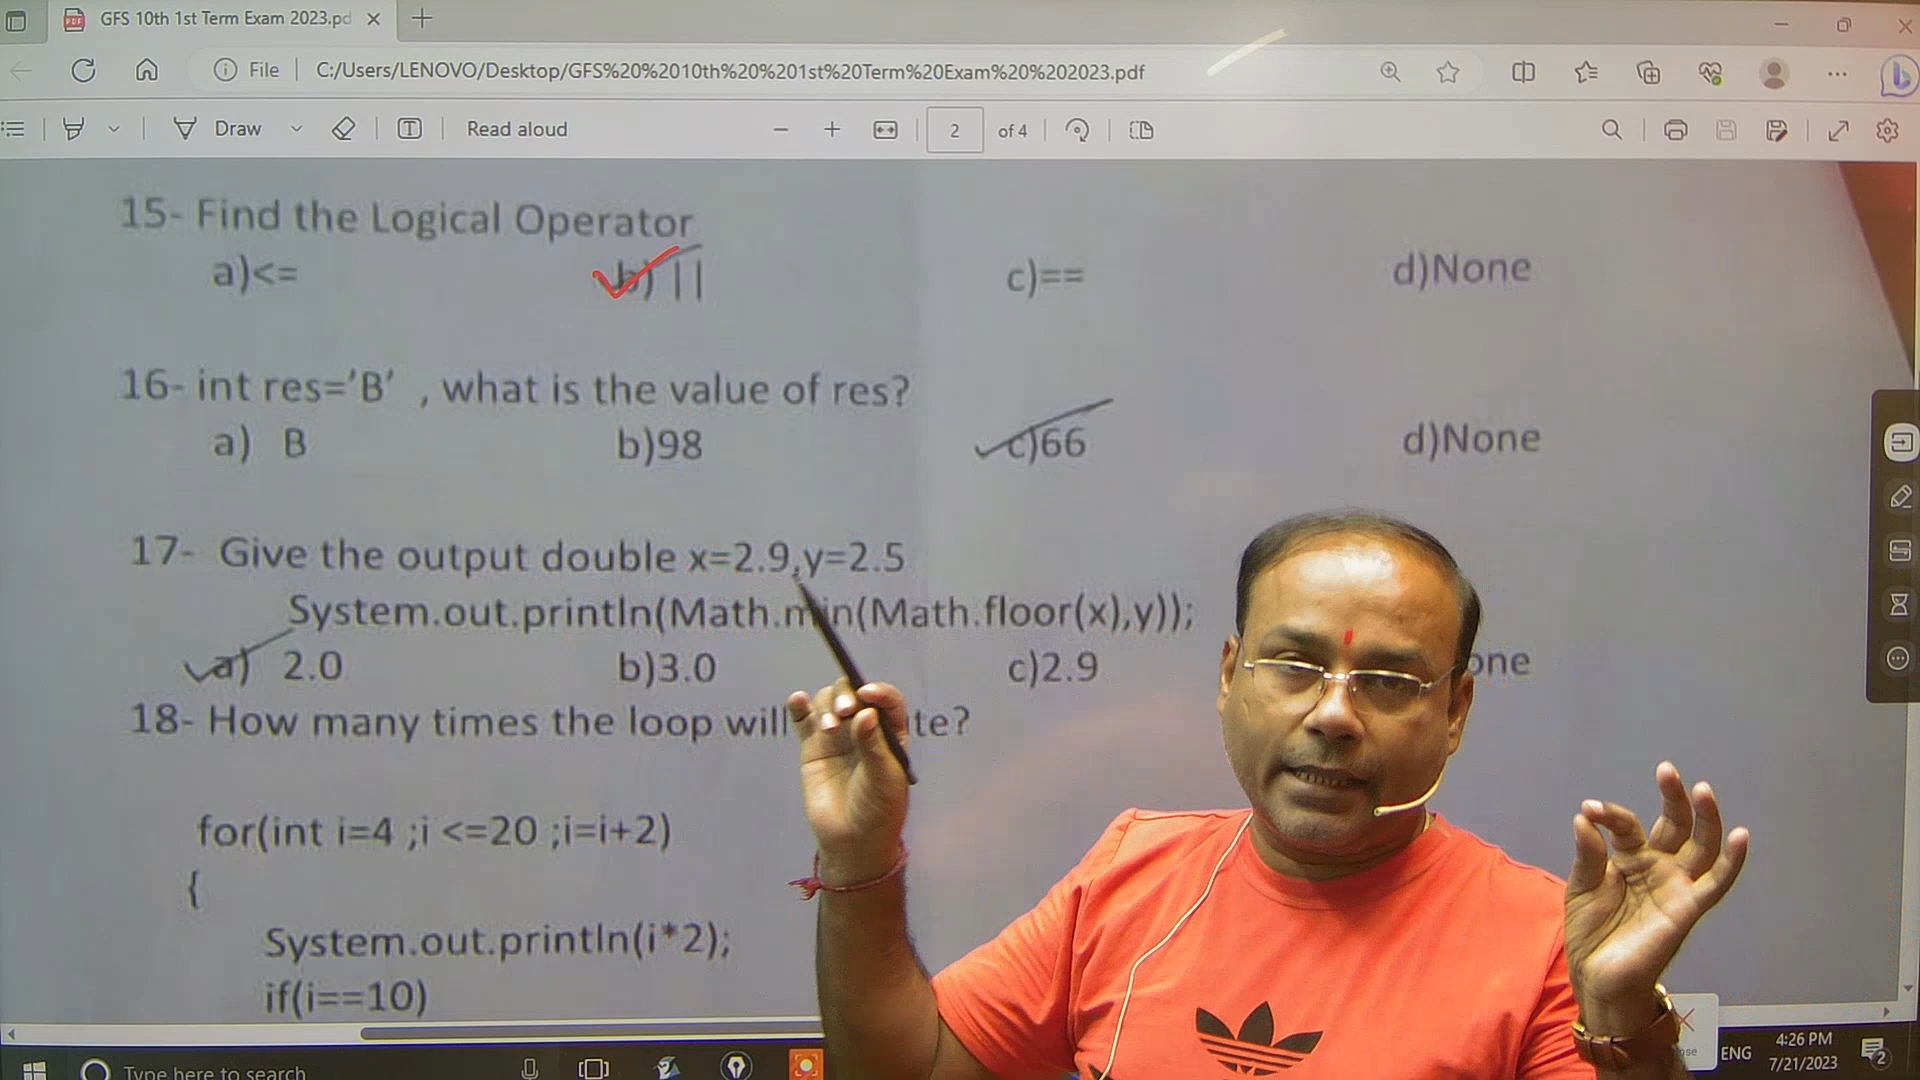 GFS 10th 1st Term Exam 2023.pd
File
C:/Users/LENOVO/Desktop/GFS%20%2010th%20%201st%20Term%20Exam%20%202023.pdf
Draw
Read aloud
2
of 4
15- Find the Logical Operator
a)<=
b) ||
c)==
d)None
16- int res='B' , what is the value of res?
a) B
b)98
c)66
d)None
17- Give the output double x=2.9,y=2.5
System.out.println(Math.min(Math.floor(x),y));
a) 2.0
b)3.0
c)2.9
one
18- How many times the loop will te?
for(int i=4 ;i <=20 ;i=i+2)
{
System.out.println(i*2);
if(i==10)
Type here to search
ENG
4:26 PM
7/21/2023
2